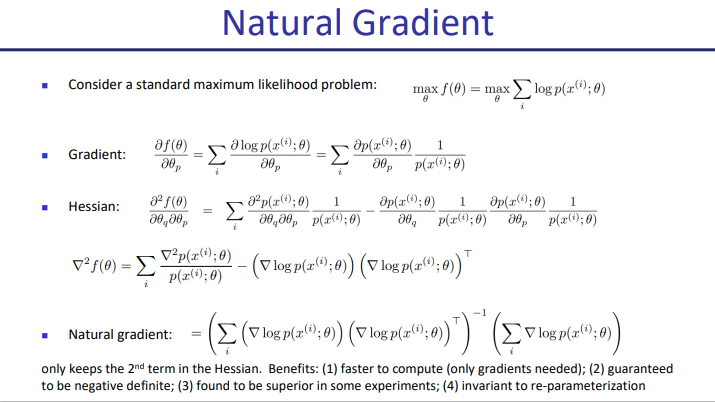 Natural Gradient
▪ Consider a standard maximum likelihood problem: $\max_{\theta} f(\theta) = \max_{\theta} \sum_{i} \log p(x^{(i)}; \theta)$
▪ Gradient: $\frac{\partial f(\theta)}{\partial \theta_p} = \sum_{i} \frac{\partial \log p(x^{(i)}; \theta)}{\partial \theta_p} = \sum_{i} \frac{\partial p(x^{(i)}; \theta)}{\partial \theta_p} \frac{1}{p(x^{(i)}; \theta)}$
▪ Hessian: $\frac{\partial^2 f(\theta)}{\partial \theta_q \partial \theta_p} = \sum_{i} \frac{\partial^2 p(x^{(i)}; \theta)}{\partial \theta_q \partial \theta_p} \frac{1}{p(x^{(i)}; \theta)} - \frac{\partial p(x^{(i)}; \theta)}{\partial \theta_q} \frac{1}{p(x^{(i)}; \theta)} \frac{\partial p(x^{(i)}; \theta)}{\partial \theta_p} \frac{1}{p(x^{(i)}; \theta)}$
$\nabla^2 f(\theta) = \sum_{i} \frac{\nabla^2 p(x^{(i)}; \theta)}{p(x^{(i)}; \theta)} - \left( \nabla \log p(x^{(i)}; \theta) \right) \left( \nabla \log p(x^{(i)}; \theta) \right)^\top$
▪ Natural gradient: $= \left( \sum_{i} \left( \nabla \log p(x^{(i)}; \theta) \right) \left( \nabla \log p(x^{(i)}; \theta) \right)^\top \right)^{-1} \left( \sum_{i} \nabla \log p(x^{(i)}; \theta) \right)$
only keeps the 2nd term in the Hessian. Benefits: (1) faster to compute (only gradients needed); (2) guaranteed
to be negative definite; (3) found to be superior in some experiments; (4) invariant to re-parameterization